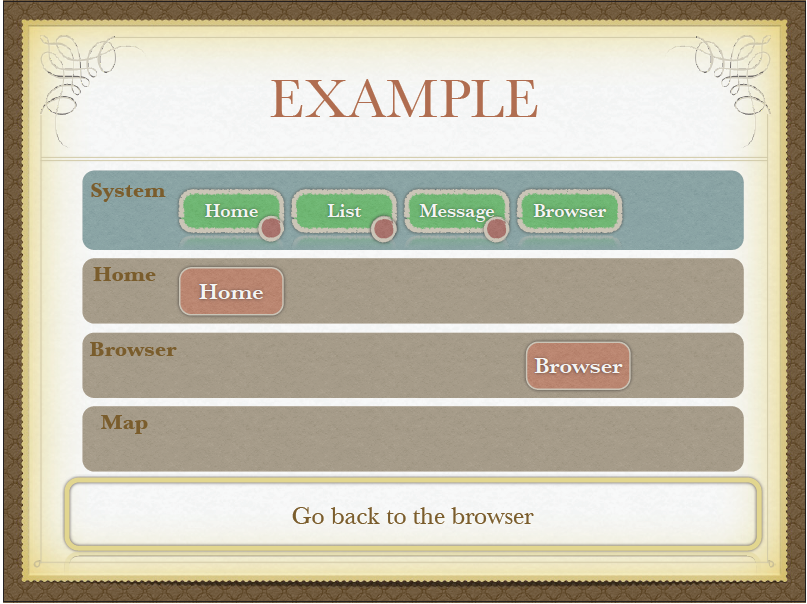 EXAMPLE
System
Home List Message Browser
Home
Home
Browser
Browser
Map
Go back to the browser